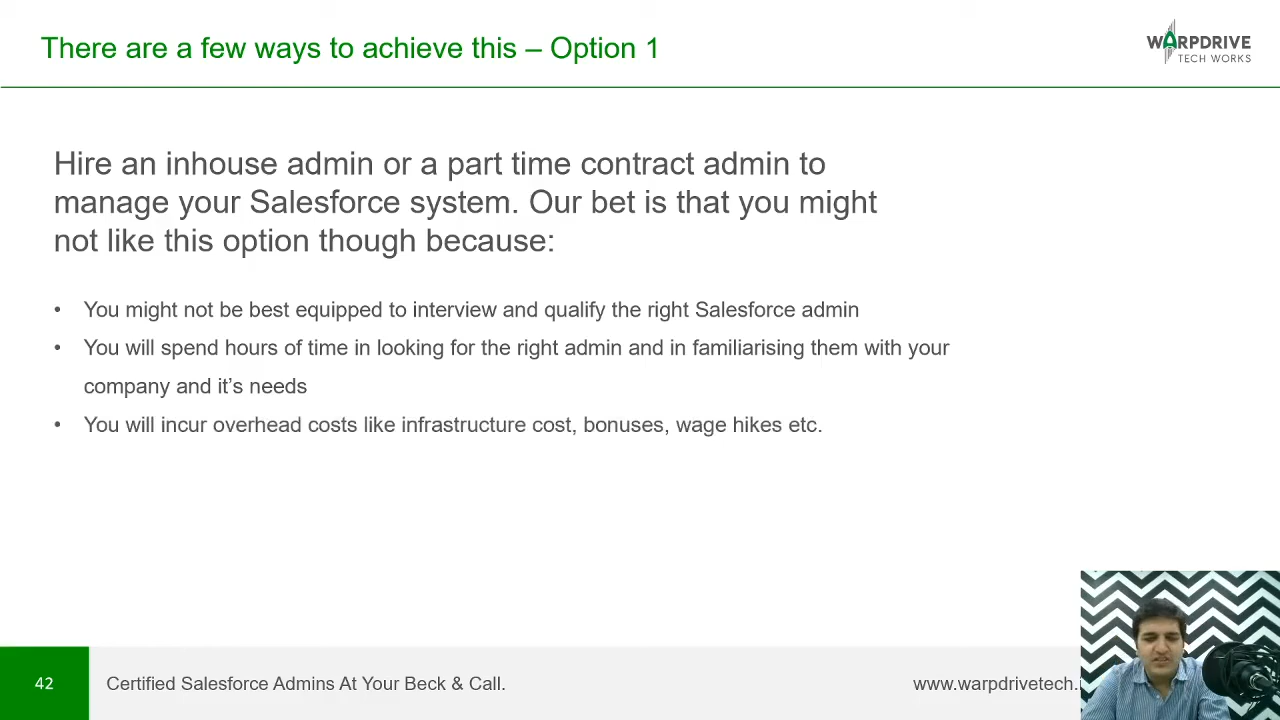 There are a few ways to achieve this – Option 1
WARPDRIVE
TECH WORKS
Hire an inhouse admin or a part time contract admin to
manage your Salesforce system. Our bet is that you might
not like this option though because:
• You might not be best equipped to interview and qualify the right Salesforce admin
• You will spend hours of time in looking for the right admin and in familiarising them with your
company and it’s needs
• You will incur overhead costs like infrastructure cost, bonuses, wage hikes etc.
42
Certified Salesforce Admins At Your Beck & Call.
www.warpdrivetech.